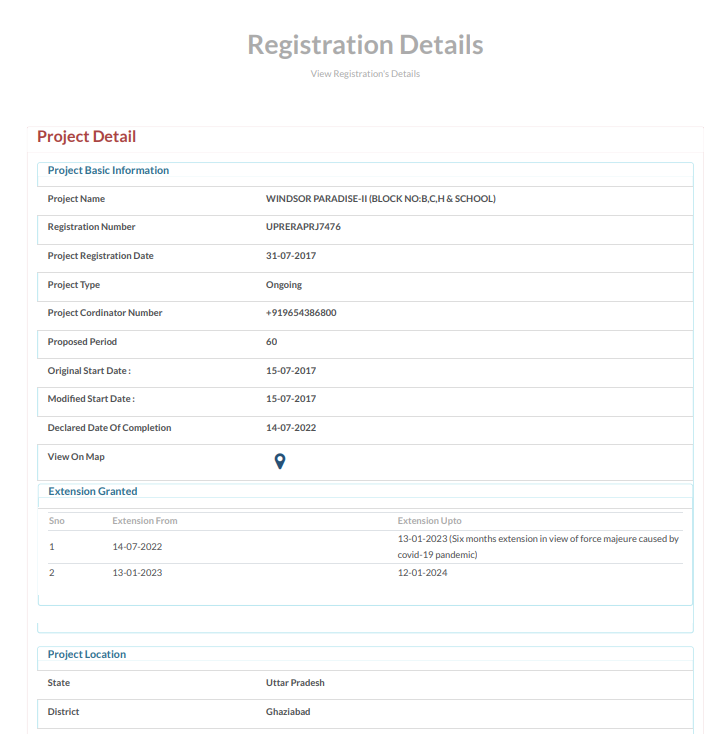 Registration Details
View Registration's Details
Project Detail
Project Basic Information
Project Name WINDSOR PARADISE-II (BLOCK NO:B,C,H & SCHOOL)
Registration Number UPRERAPRJ7476
Project Registration Date 31-07-2017
Project Type Ongoing
Project Cordinator Number +919654386800
Proposed Period 60
Original Start Date : 15-07-2017
Modified Start Date : 15-07-2017
Declared Date Of Completion 14-07-2022
View On Map
Extension Granted
Sno Extension From Extension Upto
1 14-07-2022 13-01-2023 (Six months extension in view of force majeure caused by
covid-19 pandemic)
2 13-01-2023 12-01-2024
Project Location
State Uttar Pradesh
District Ghaziabad